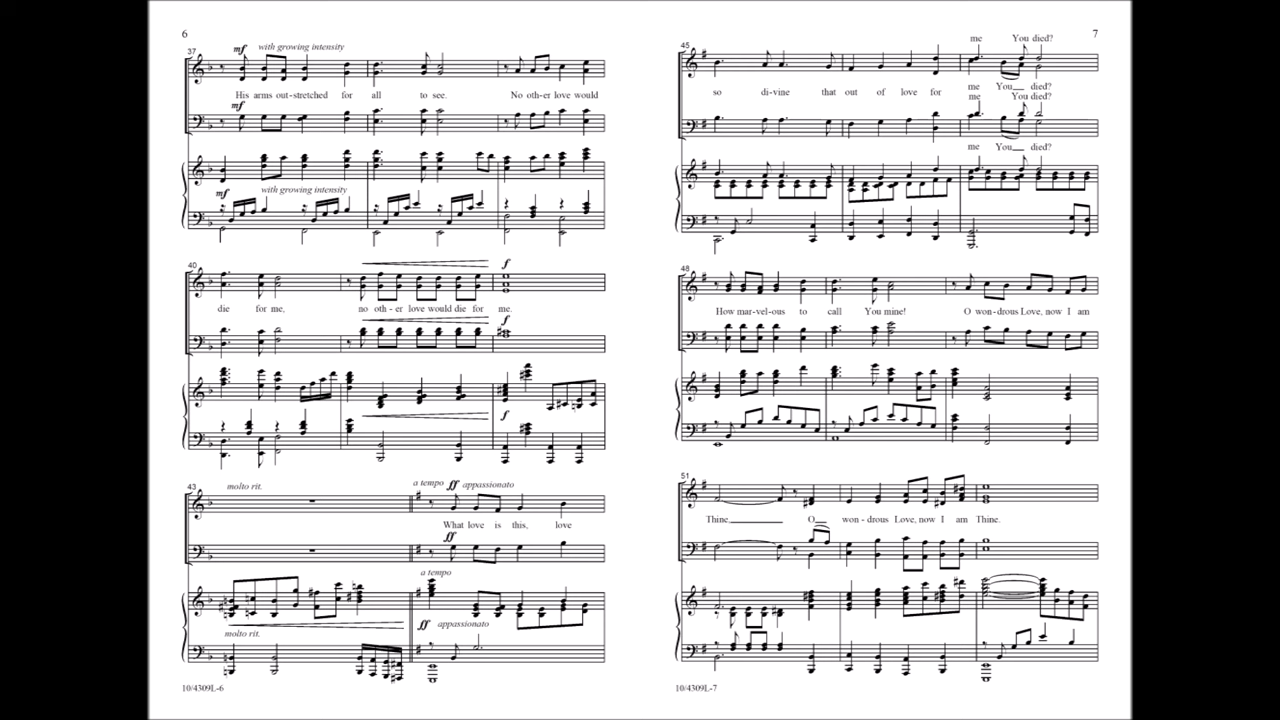 6
37
mf with growing intensity
His arms out-stretched for all to see. No oth-er love would
mf
mf with growing intensity
40
f
die for me, no oth - er love would die for me.
f
f
43
molto rit. a tempo ff appassionato
What love is this, love
ff
a tempo
molto rit. ff appassionato
10/4309L-6
7
45
me You died?
so di-vine that out of love for me You died?
me You died?
me You died?
48
How mar-vel-ous to call You mine! O won-drous Love, now I am
51
Thine. O won - drous Love, now I am Thine.
10/4309L-7